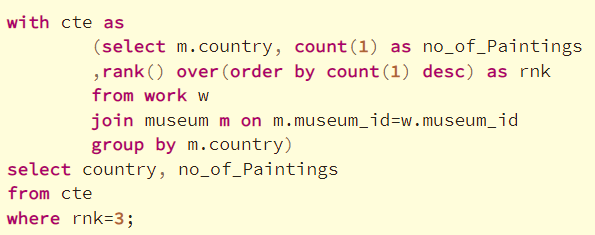 with cte as
(select m.country, count(1) as no_of_Paintings
,rank() over(order by count(1) desc) as rnk
from work w
join museum m on m.museum_id=w.museum_id
group by m.country)
select country, no_of_Paintings
from cte
where rnk=3;